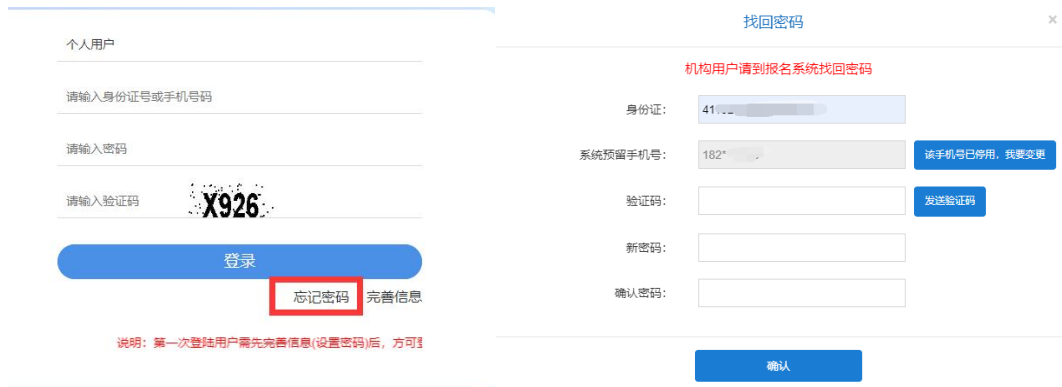 个人用户
请输入身份证号或手机号码
请输入密码
请输入验证码 X926
登录
忘记密码 完善信息
说明：第一次登陆用户需先完善信息(设置密码)后，方可
找回密码 ×
机构用户请到报名系统找回密码
身份证：
系统预留手机号： 182* 该手机号已停用，我要变更
验证码： 发送验证码
新密码：
确认密码：
确认